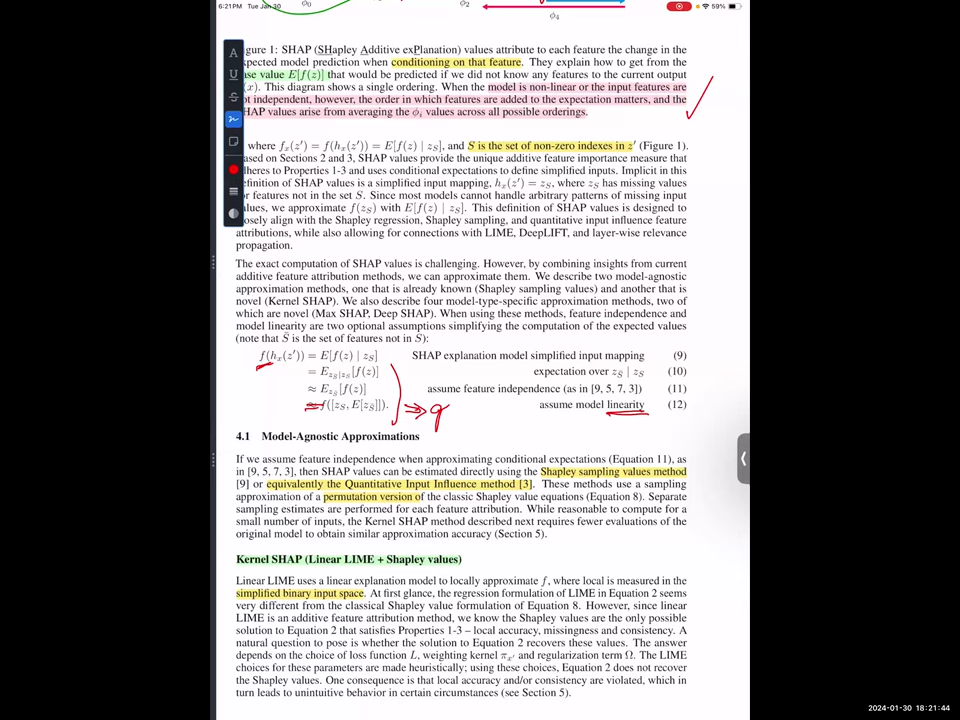 6:21 PM Tue Jan 30
59%
ϕ0
ϕ2
ϕ4
gure 1: SHAP (SHapley Additive exPlanation) values attribute to each feature the change in the
xpected model prediction when conditioning on that feature. They explain how to get from the
ase value E[f(z)] that would be predicted if we did not know any features to the current output
(x). This diagram shows a single ordering. When the model is non-linear or the input features are
ot independent, however, the order in which features are added to the expectation matters, and the
HAP values arise from averaging the ϕi values across all possible orderings.
where fx(z′) = f(hx(z′)) = E[f(z) | zS], and S is the set of non-zero indexes in z′ (Figure 1).
ased on Sections 2 and 3, SHAP values provide the unique additive feature importance measure that
dheres to Properties 1-3 and uses conditional expectations to define simplified inputs. Implicit in this
efinition of SHAP values is a simplified input mapping, hx(z′) = zS, where zS has missing values
r features not in the set S. Since most models cannot handle arbitrary patterns of missing input
alues, we approximate f(zS) with E[f(z) | zS]. This definition of SHAP values is designed to
osely align with the Shapley regression, Shapley sampling, and quantitative input influence feature
attributions, while also allowing for connections with LIME, DeepLIFT, and layer-wise relevance
propagation.
The exact computation of SHAP values is challenging. However, by combining insights from current
additive feature attribution methods, we can approximate them. We describe two model-agnostic
approximation methods, one that is already known (Shapley sampling values) and another that is
novel (Kernel SHAP). We also describe four model-type-specific approximation methods, two of
which are novel (Max SHAP, Deep SHAP). When using these methods, feature independence and
model linearity are two optional assumptions simplifying the computation of the expected values
(note that S̄ is the set of features not in S):
f(hx(z′)) = E[f(z) | zS] SHAP explanation model simplified input mapping (9)
= EzS̄|zS[f(z)] expectation over zS̄ | zS (10)
≈ EzS̄[f(z)] assume feature independence (as in [9, 5, 7, 3]) (11)
≈ f([zS, E[zS̄]]). assume model linearity (12)
⇒ g
4.1 Model-Agnostic Approximations
If we assume feature independence when approximating conditional expectations (Equation 11), as
in [9, 5, 7, 3], then SHAP values can be estimated directly using the Shapley sampling values method
[9] or equivalently the Quantitative Input Influence method [3]. These methods use a sampling
approximation of a permutation version of the classic Shapley value equations (Equation 8). Separate
sampling estimates are performed for each feature attribution. While reasonable to compute for a
small number of inputs, the Kernel SHAP method described next requires fewer evaluations of the
original model to obtain similar approximation accuracy (Section 5).
Kernel SHAP (Linear LIME + Shapley values)
Linear LIME uses a linear explanation model to locally approximate f, where local is measured in the
simplified binary input space. At first glance, the regression formulation of LIME in Equation 2 seems
very different from the classical Shapley value formulation of Equation 8. However, since linear
LIME is an additive feature attribution method, we know the Shapley values are the only possible
solution to Equation 2 that satisfies Properties 1-3 – local accuracy, missingness and consistency. A
natural question to pose is whether the solution to Equation 2 recovers these values. The answer
depends on the choice of loss function L, weighting kernel πx′ and regularization term Ω. The LIME
choices for these parameters are made heuristically; using these choices, Equation 2 does not recover
the Shapley values. One consequence is that local accuracy and/or consistency are violated, which in
turn leads to unintuitive behavior in certain circumstances (see Section 5).
2024-01-30 18:21:44